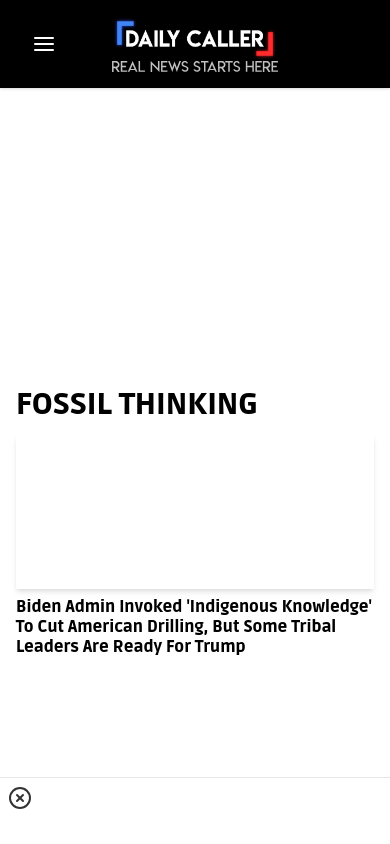 DAILY CALLER
REAL NEWS STARTS HERE
FOSSIL THINKING
Biden Admin Invoked 'Indigenous Knowledge'
To Cut American Drilling, But Some Tribal
Leaders Are Ready For Trump